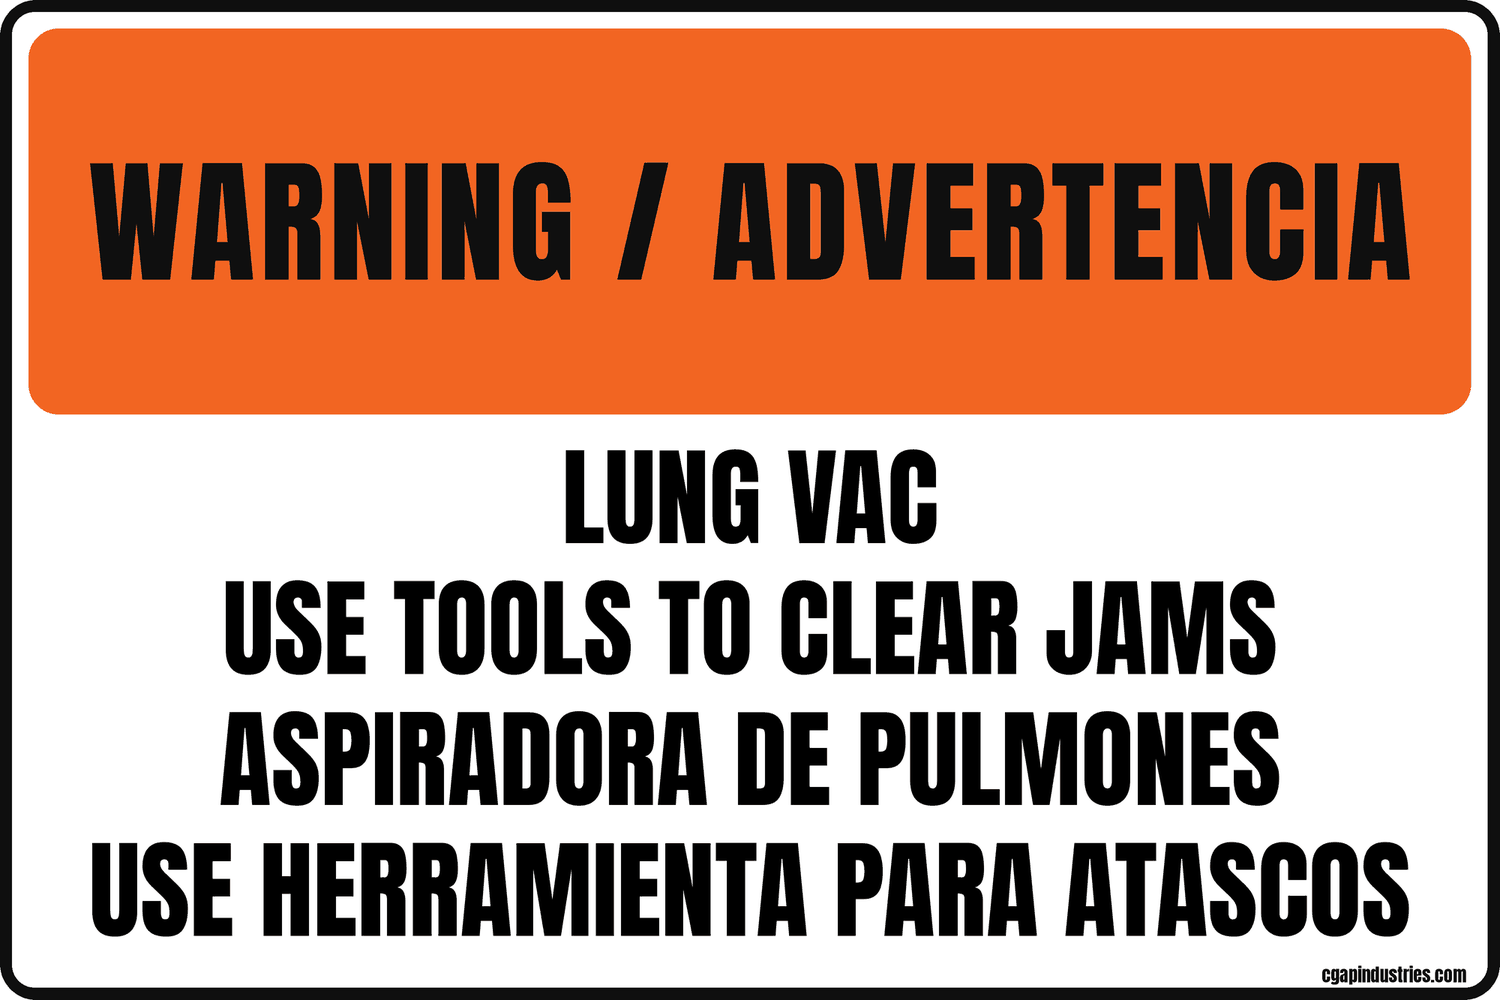 WARNING / ADVERTENCIA
LUNG VAC
USE TOOLS TO CLEAR JAMS
ASPIRADORA DE PULMONES
USE HERRAMIENTA PARA ATASCOS
cgapindustries.com